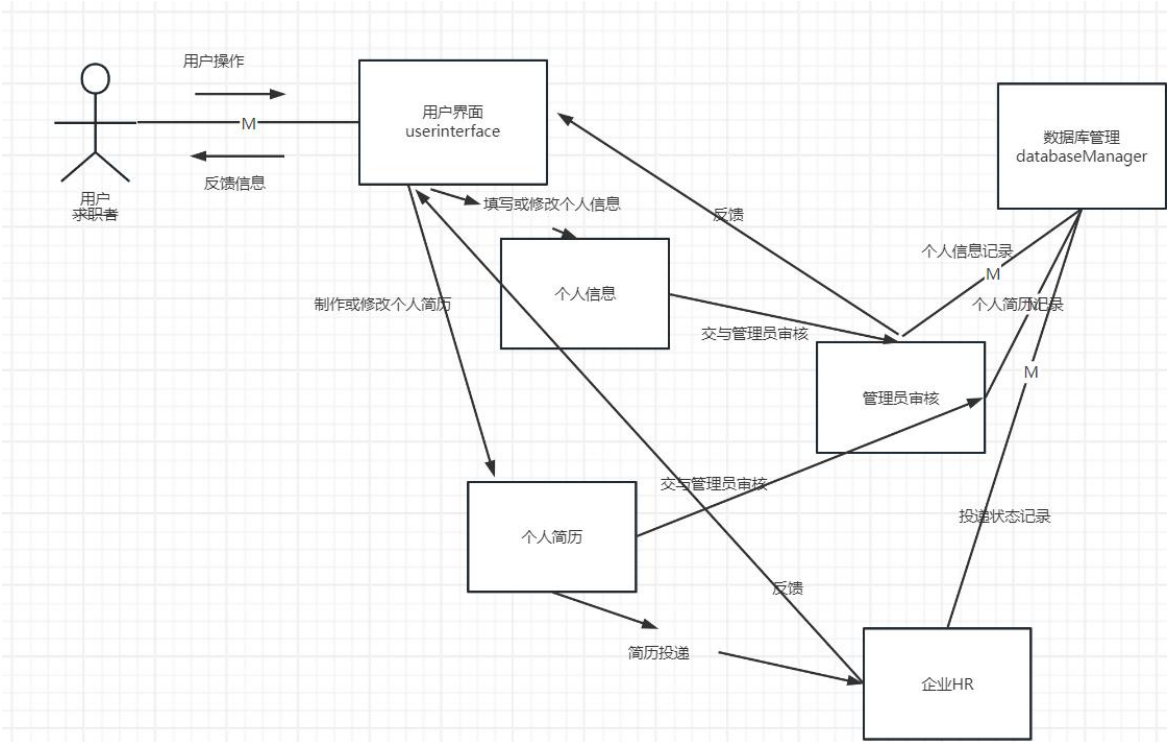 用户操作
M
反馈信息
用户
求职者
用户界面
userinterface
数据库管理
databaseManager
填写或修改个人信息
反馈
个人信息记录
M
个人信息
制作或修改个人简历
个人简历记录
M
交与管理员审核
M
管理员审核
交与管理员审核
投递状态记录
个人简历
反馈
简历投递
企业HR